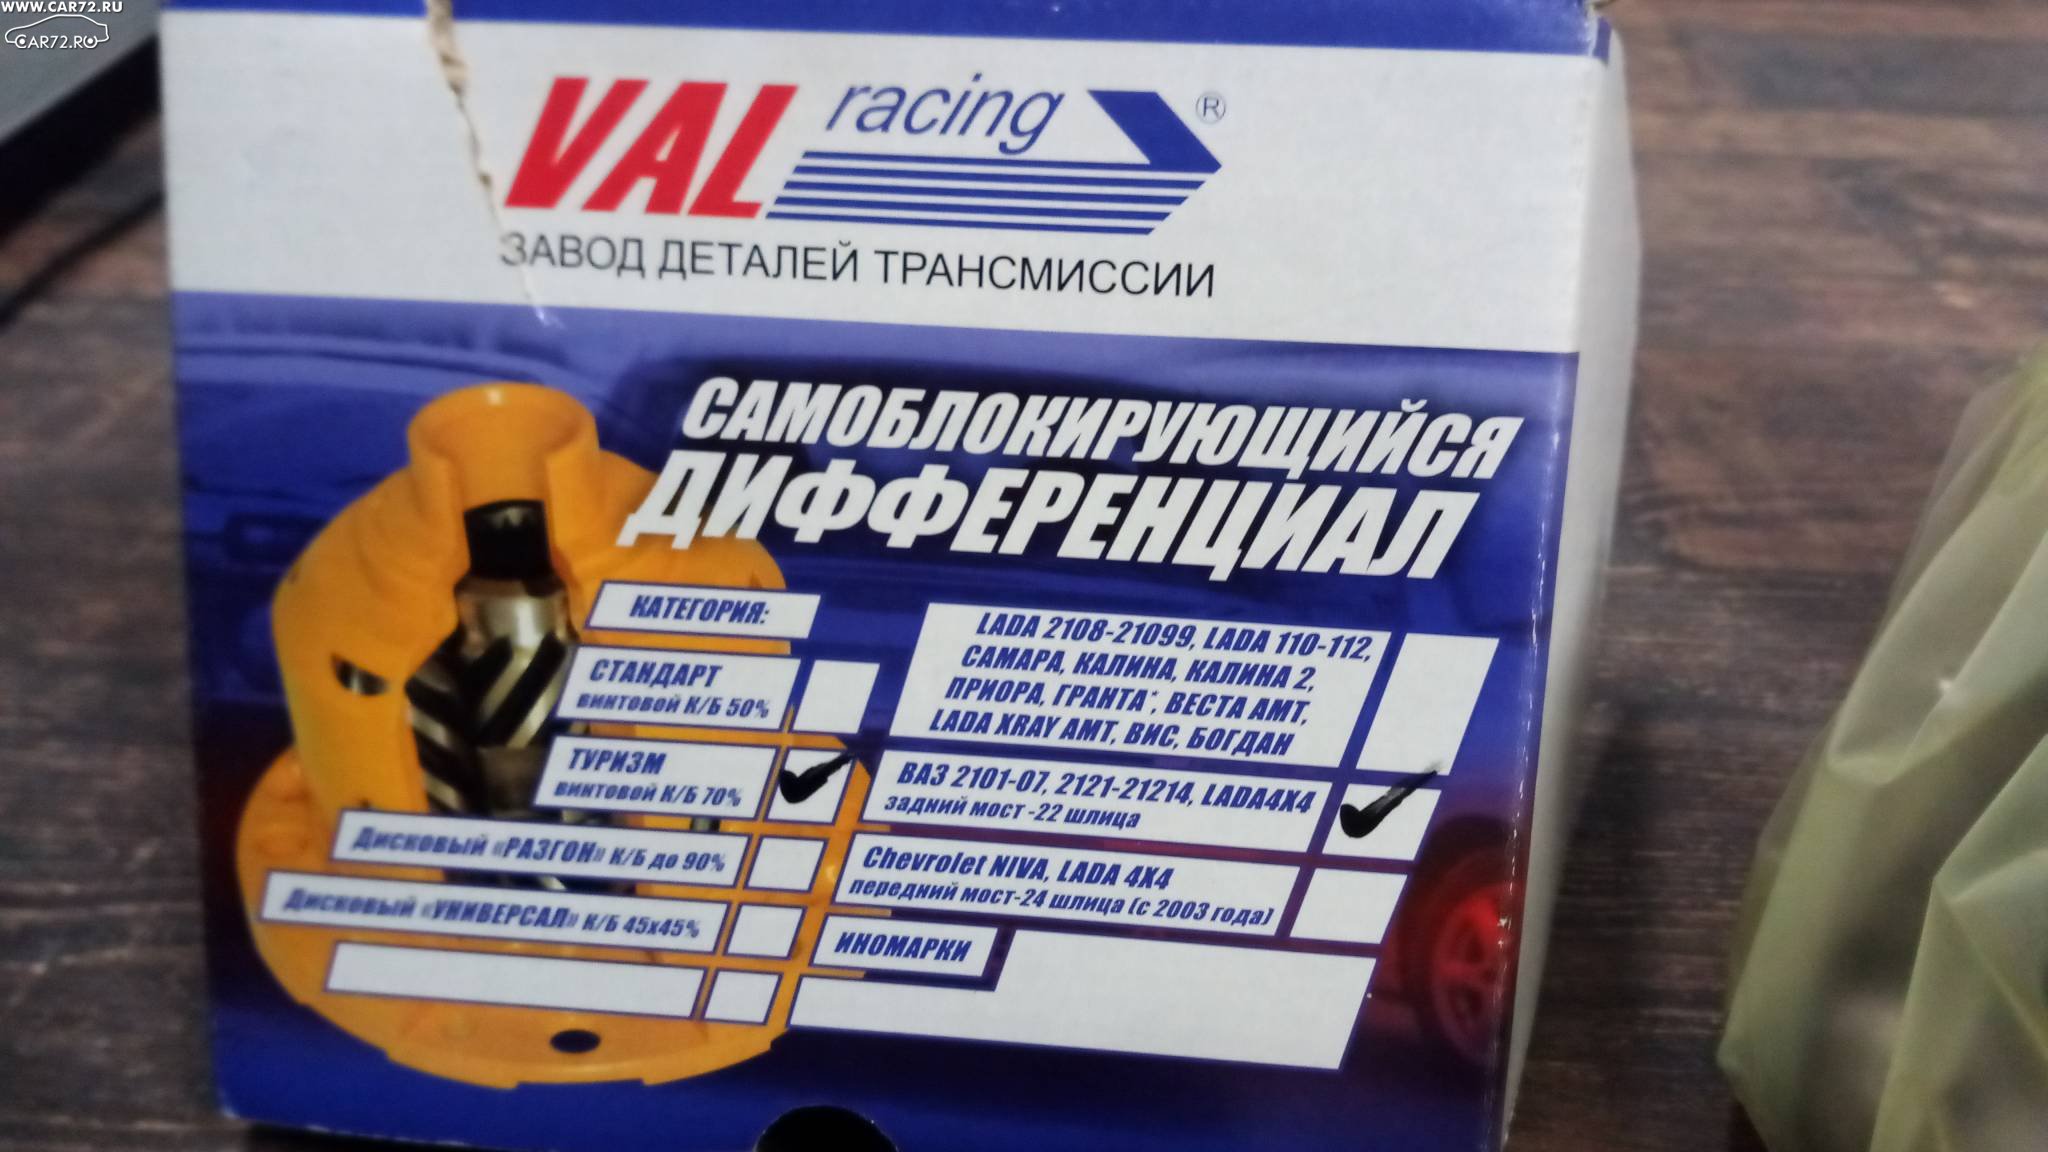 WWW.CAR72.RU
CAR72.RO
VAL racing ®
ЗАВОД ДЕТАЛЕЙ ТРАНСМИССИИ
САМОБЛОКИРУЮЩИЙСЯ
ДИФФЕРЕНЦИАЛ
КАТЕГОРИЯ:
СТАНДАРТ
винтовой К/Б 50%
ТУРИЗМ
винтовой К/Б 70%
Дисковый «РАЗГОН» К/Б до 90%
Дисковый «УНИВЕРСАЛ» К/Б 45х45%
LADA 2108-21099, LADA 110-112,
САМАРА, КАЛИНА, КАЛИНА 2,
ПРИОРА, ГРАНТА*, ВЕСТА АМТ,
LADA XRAY АМТ, ВИС, БОГДАН
ВАЗ 2101-07, 2121-21214, LADA4X4
задний мост -22 шлица
Chevrolet NIVA, LADA 4X4
передний мост-24 шлица (с 2003 года)
ИНОМАРКИ